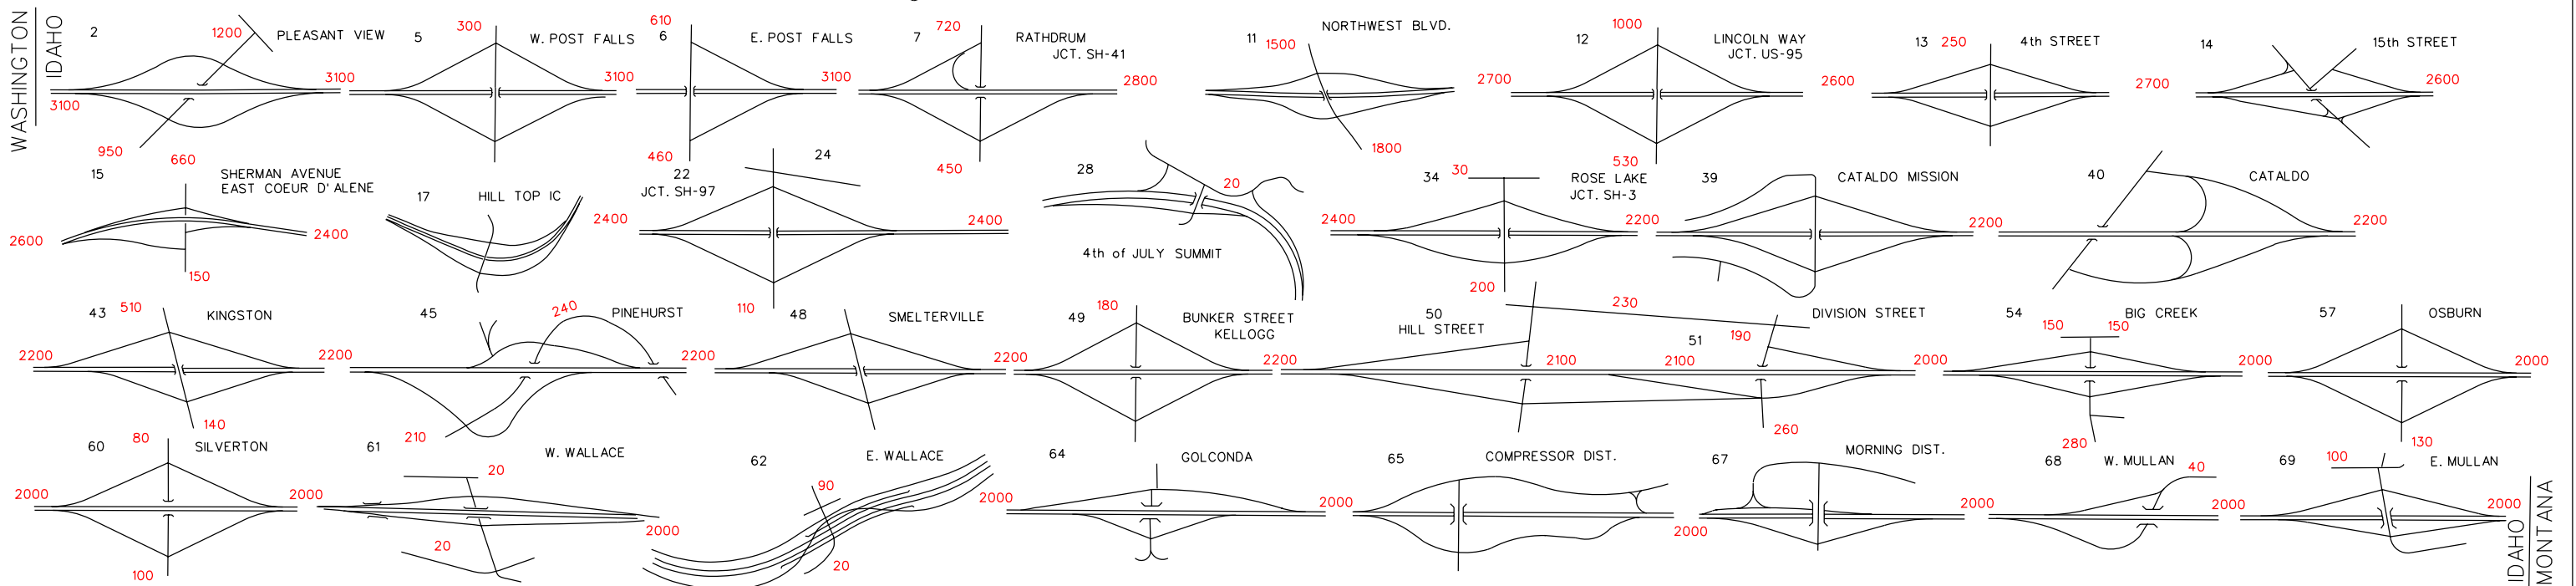 WASHINGTON
IDAHO
2
1200
PLEASANT VIEW
3100
3100
950
5
300
W. POST FALLS
3100
610
6
E. POST FALLS
3100
460
7
720
RATHDRUM
JCT. SH-41
2800
450
11
1500
NORTHWEST BLVD.
2700
1800
12
1000
LINCOLN WAY
JCT. US-95
2600
530
13
250
4th STREET
2700
14
15th STREET
2600
15
660
SHERMAN AVENUE
EAST COEUR D'ALENE
2600
2400
150
17
HILL TOP IC
2400
22
JCT. SH-97
24
2400
110
28
20
4th of JULY SUMMIT
2400
34
30
ROSE LAKE
JCT. SH-3
2200
200
39
CATALDO MISSION
2200
40
CATALDO
2200
43
510
KINGSTON
2200
2200
140
45
240
PINEHURST
2200
210
48
SMELTERVILLE
2200
49
180
BUNKER STREET
KELLOGG
2200
50
HILL STREET
230
2100
51
2100
190
DIVISION STREET
2000
260
54
150
150
BIG CREEK
2000
280
57
OSBURN
2000
130
60
80
SILVERTON
2000
2000
100
61
20
W. WALLACE
2000
20
62
90
E. WALLACE
2000
20
64
GOLCONDA
2000
65
COMPRESSOR DIST.
2000
67
MORNING DIST.
2000
68
W. MULLAN
40
2000
69
100
E. MULLAN
2000
IDAHO
MONTANA